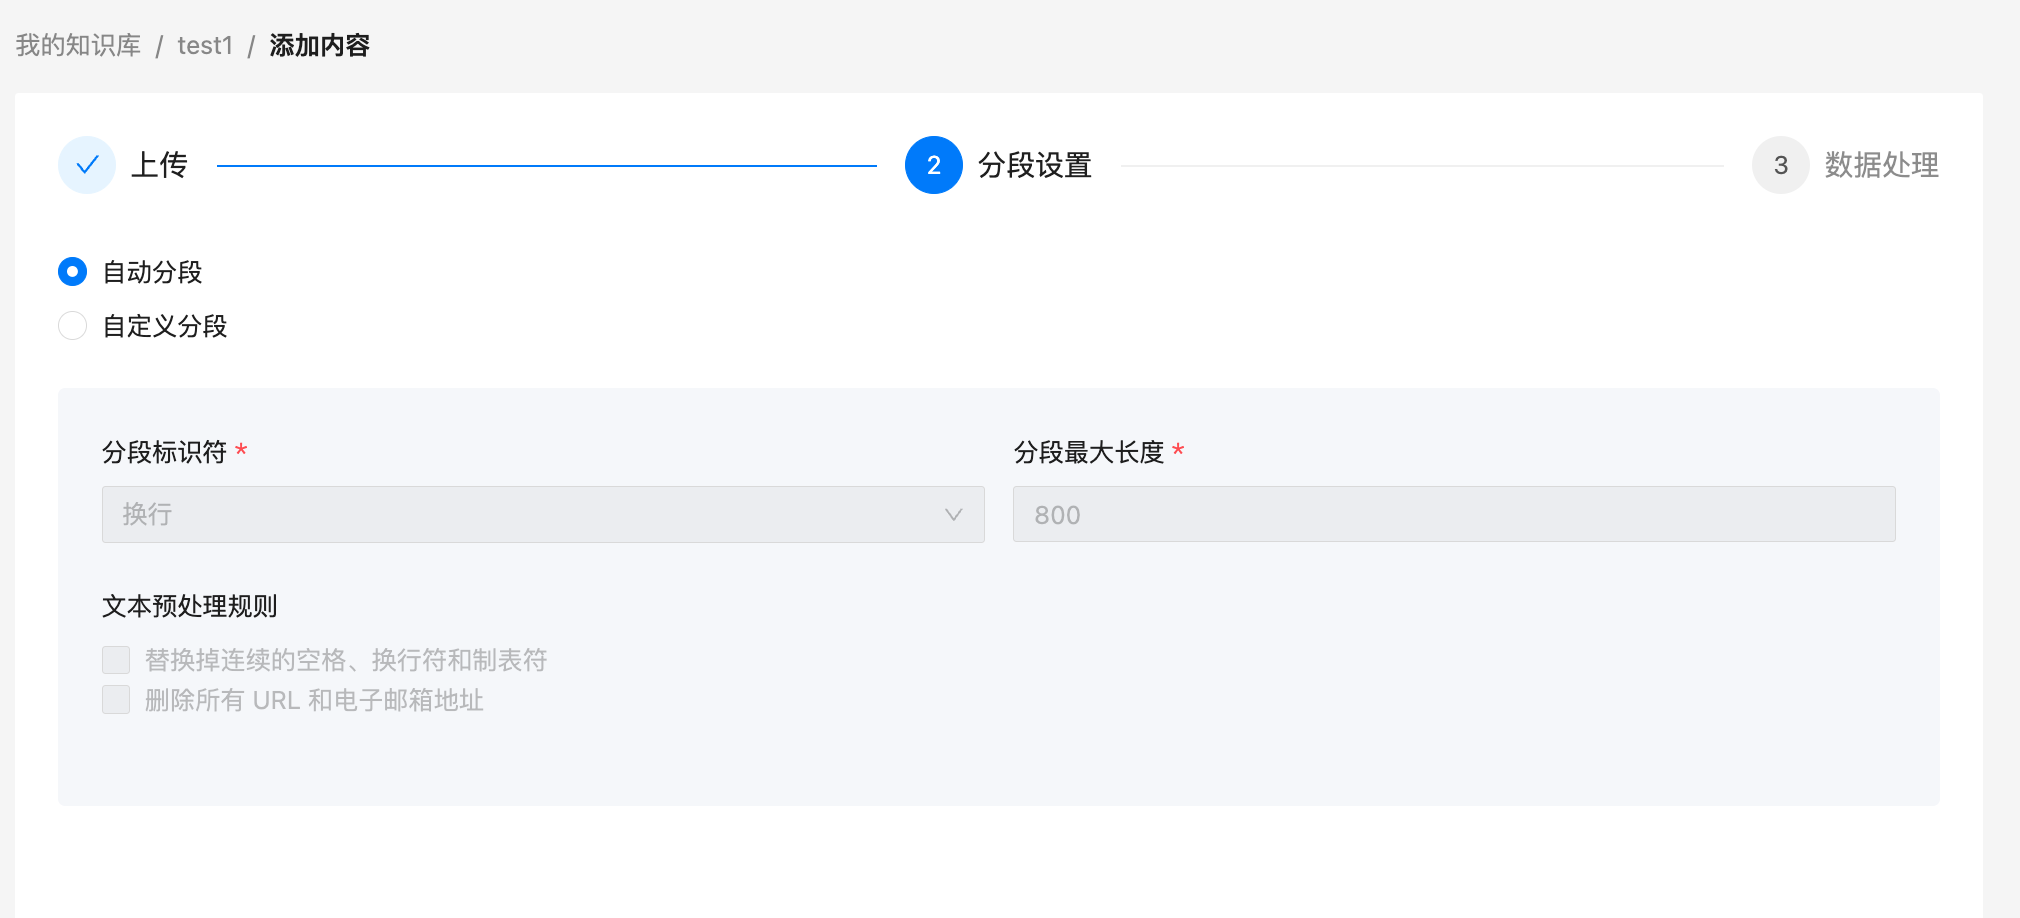 我的知识库 / test1 / 添加内容
上传 2 分段设置 3 数据处理
自动分段
自定义分段
分段标识符 * 分段最大长度 *
换行 800
文本预处理规则
替换掉连续的空格、换行符和制表符
删除所有 URL 和电子邮箱地址